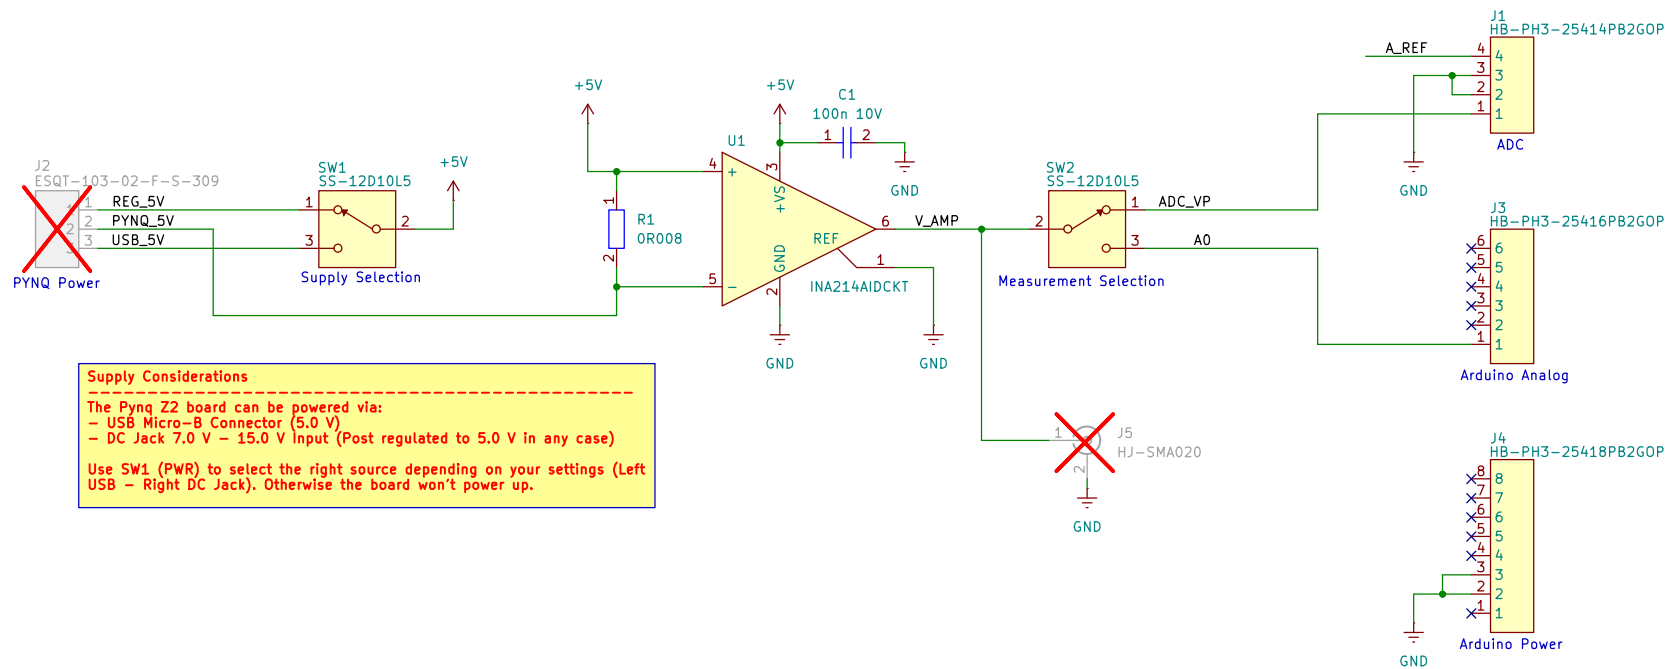 J2
ESQT-103-02-F-S-309
1
2
3
1
2
3
PYNQ Power
REG_5V
PYNQ_5V
USB_5V
SW1
SS-12D10L5
1
3
2
Supply Selection
+5V
+5V
R1
0R008
1
2
U1
+5V
C1
100n 10V
1
2
GND
4
+
3
+VS
5
-
REF
GND
2
6
1
INA214AIDCKT
GND
GND
V_AMP
SW2
SS-12D10L5
2
1
3
Measurement Selection
ADC_VP
A0
1
2
J5
HJ-SMA020
GND
J1
HB-PH3-25414PB2GOP
A_REF
4 4
3 3
2 2
1 1
ADC
GND
J3
HB-PH3-25416PB2GOP
6 6
5 5
4 4
3 3
2 2
1 1
Arduino Analog
J4
HB-PH3-25418PB2GOP
8 8
7 7
6 6
5 5
4 4
3 3
2 2
1 1
Arduino Power
GND
Supply Considerations
------------------------------------------------------
The Pynq Z2 board can be powered via:
- USB Micro-B Connector (5.0 V)
- DC Jack 7.0 V - 15.0 V Input (Post regulated to 5.0 V in any case)
Use SW1 (PWR) to select the right source depending on your settings (Left
USB - Right DC Jack). Otherwise the board won't power up.